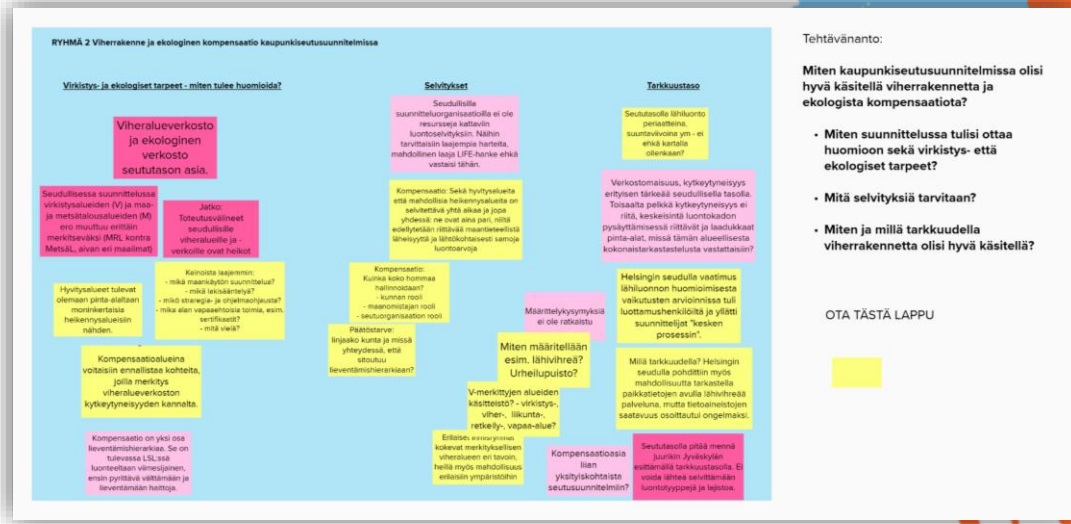 RYHMÄ 2 Viherrakenne ja ekologinen kompensaatio kaupunkiseutusuunnitelmissa
Virkistys- ja ekologiset tarpeet - miten tulee huomioida?
Viheralueverkosto
ja ekologinen
verkosto
seututason asia.
Seudullisessa suunnittelussa
virkistysalueiden (V) ja maa-
ja metsätalousalueiden (M)
ero muuttuu erittäin
merkitseväksi (MRL kontra
MetsäL, aivan eri maailmat)
Jatko:
Toteutusvälineet
seudullisille
viheralueille ja -
verkoille ovat heikot
Hyvitysalueet tulevat
olemaan pinta-alaltaan
moninkertaisia
heikennysalueisiin
nähden.
Keinoista laajemmin:
- mikä maankäytön suunnittelua?
- mikä lakisääntelyä?
- mikä strategia- ja ohjelmaohjausta?
- mikä alan vapaaehtoisia toimia, esim.
sertifikaatit?
- mitä vielä?
Kompensaatioalueina
voitaisiin ennallistaa kohteita,
joilla merkitys
viheralueverkoston
kytkeytyneisyyden kannalta.
Kompensaatio on yksi osa
lieventämishierarkiaa. Se on
tulevassa LSL:ssä
luonteeltaan viimesijainen,
ensin pyrittävä välttämään ja
lieventämään haittoja.
Selvitykset
Seudullisilla
suunnitteluorganisaatioilla ei ole
resursseja kattaviin
luontoselvityksiin. Näihin
tarvittaisiin laajempia harteita,
mahdollinen laaja LIFE-hanke ehkä
vastaisi tähän.
Kompensaatio: Sekä hyvitysalueita
että mahdollisia heikennysalueita on
selvitettävä yhtä aikaa ja jopa
yhdessä: ne ovat aina pari, niiltä
edellytetään riittävää maantieteellistä
läheisyyttä ja lähtökohtaisesti samoja
luontoarvoja
Kompensaatio:
Kuinka koko hommaa
hallinnoidaan?
- kunnan rooli
- maanomistajan rooli
- seutuorganisaation rooli
Päätöstarve:
linjaako kunta ja missä
yhteydessä, että
sitoutuu
lieventämishierarkiaan?
Määrittelykysymyksiä
ei ole ratkaistu
Miten määritellään
esim. lähivihreä?
Urheilupuisto?
V-merkittyjen alueiden
käsitteistö? - virkistys-,
viher-, liikunta-,
retkeily-, vapaa-alue?
kokevat merkityksellisen
viheralueen eri tavoin,
heillä myös mahdollisuus
erilaisiin ympäristöihin
Kompensaatioasia
liian
yksityiskohtaista
seutusuunnitelmiin?
Tarkkuustaso
Seututasolla lähiluonto
periaatteina,
suuntaviivoina ym - ei
ehkä kartalla
ollenkaan?
Verkostomaisuus, kytkeytyneisyys
erityisen tärkeää seudullisella tasolla.
Toisaalta pelkkä kytkeytyneisyys ei
riitä, keskeisintä luontokadon
pysäyttämisessä riittävät ja laadukkaat
pinta-alat, missä tämän alueellisesta
kokonaistarkastelusta vastattaisiin?
Helsingin seudulla vaatimus
lähiluonnon huomioimisesta
vaikutusten arvioinnissa tuli
luottamushenkilöiltä ja yllätti
suunnittelijat "kesken
prosessin".
Millä tarkkuudella? Helsingin
seudulla pohdittiin myös
mahdollisuutta tarkastella
paikkatietojen avulla lähivihreää
palveluna, mutta tietoaineistojen
saatavuus osoittautui ongelmaksi.
Seututasolla pitää mennä
juurikin Jyväskylän
esittämällä tarkkuustasolla. Ei
voida lähteä selvittämään
luontotyyppejä ja lajistoa.
Tehtävänanto:
Miten kaupunkiseutusuunnitelmissa olisi
hyvä käsitellä viherrakennetta ja
ekologista kompensaatiota?
• Miten suunnittelussa tulisi ottaa
huomioon sekä virkistys- että
ekologiset tarpeet?
• Mitä selvityksiä tarvitaan?
• Miten ja millä tarkkuudella
viherrakennetta olisi hyvä käsitellä?
OTA TÄSTÄ LAPPU